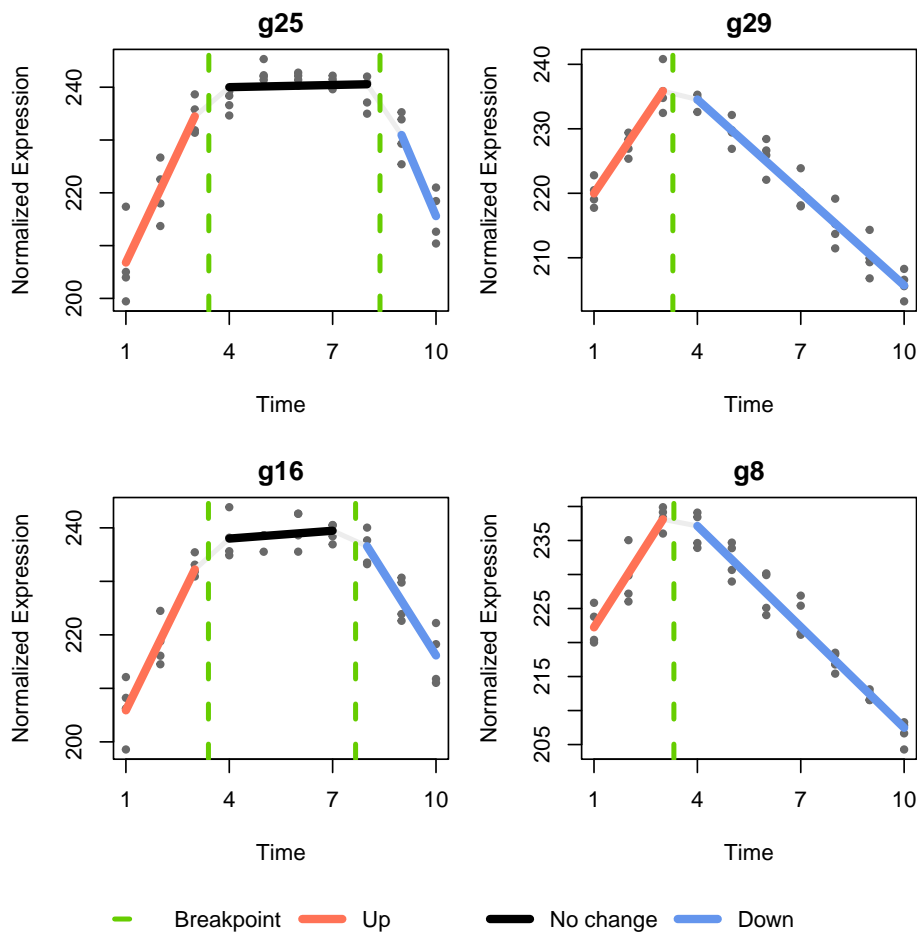 g25
Normalized Expression
200
220
240
1 4 7 10
Time
g29
Normalized Expression
210
220
230
240
1 4 7 10
Time
g16
Normalized Expression
200
220
240
1 4 7 10
Time
g8
Normalized Expression
205
215
225
235
1 4 7 10
Time
Breakpoint Up No change Down